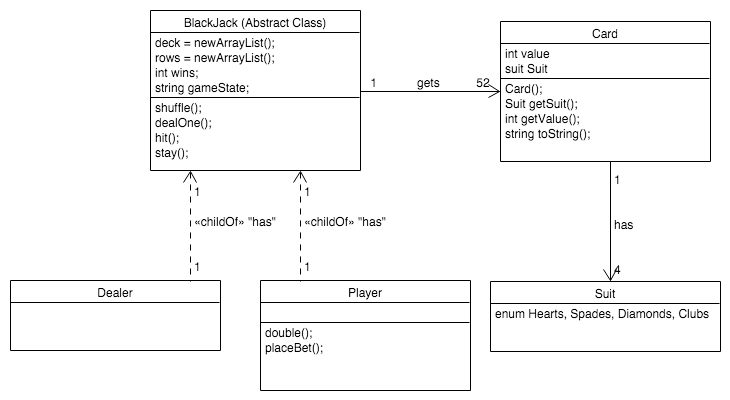 BlackJack (Abstract Class)
deck = newArrayList();
rows = newArrayList();
int wins;
string gameState;
shuffle();
dealOne();
hit();
stay();
1 gets 52
Card
int value
suit Suit
Card();
Suit getSuit();
int getValue();
string toString();
1
«childOf» "has"
1
1
«childOf» "has"
1
1
has
4
Dealer
Player
double();
placeBet();
Suit
enum Hearts, Spades, Diamonds, Clubs